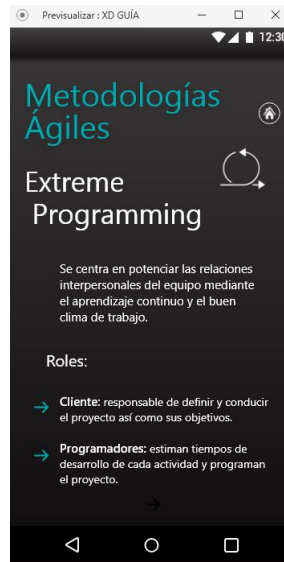 Previsualizar : XD GUÍA
12:30
Metodologías
Ágiles
Extreme
Programming
Se centra en potenciar las relaciones
interpersonales del equipo mediante
el aprendizaje continuo y el buen
clima de trabajo.
Roles:
Cliente: responsable de definir y conducir
el proyecto así como sus objetivos.
Programadores: estiman tiempos de
desarrollo de cada actividad y programan
el proyecto.